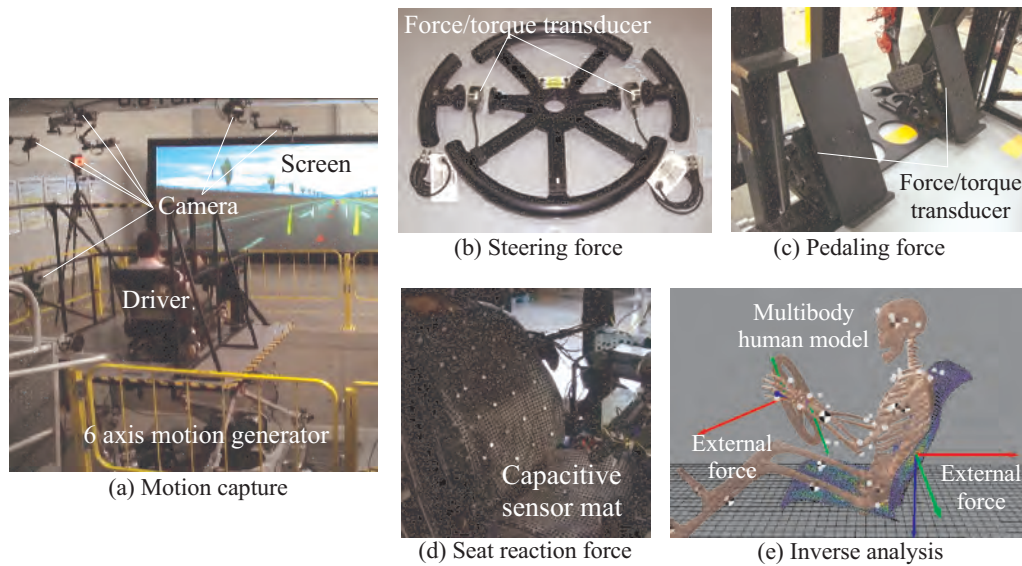 Screen
Camera
Driver
6 axis motion generator
(a) Motion capture
Force/torque transducer
(b) Steering force
Force/torque
transducer
(c) Pedaling force
Capacitive
sensor mat
(d) Seat reaction force
Multibody
human model
External
force
External
force
(e) Inverse analysis